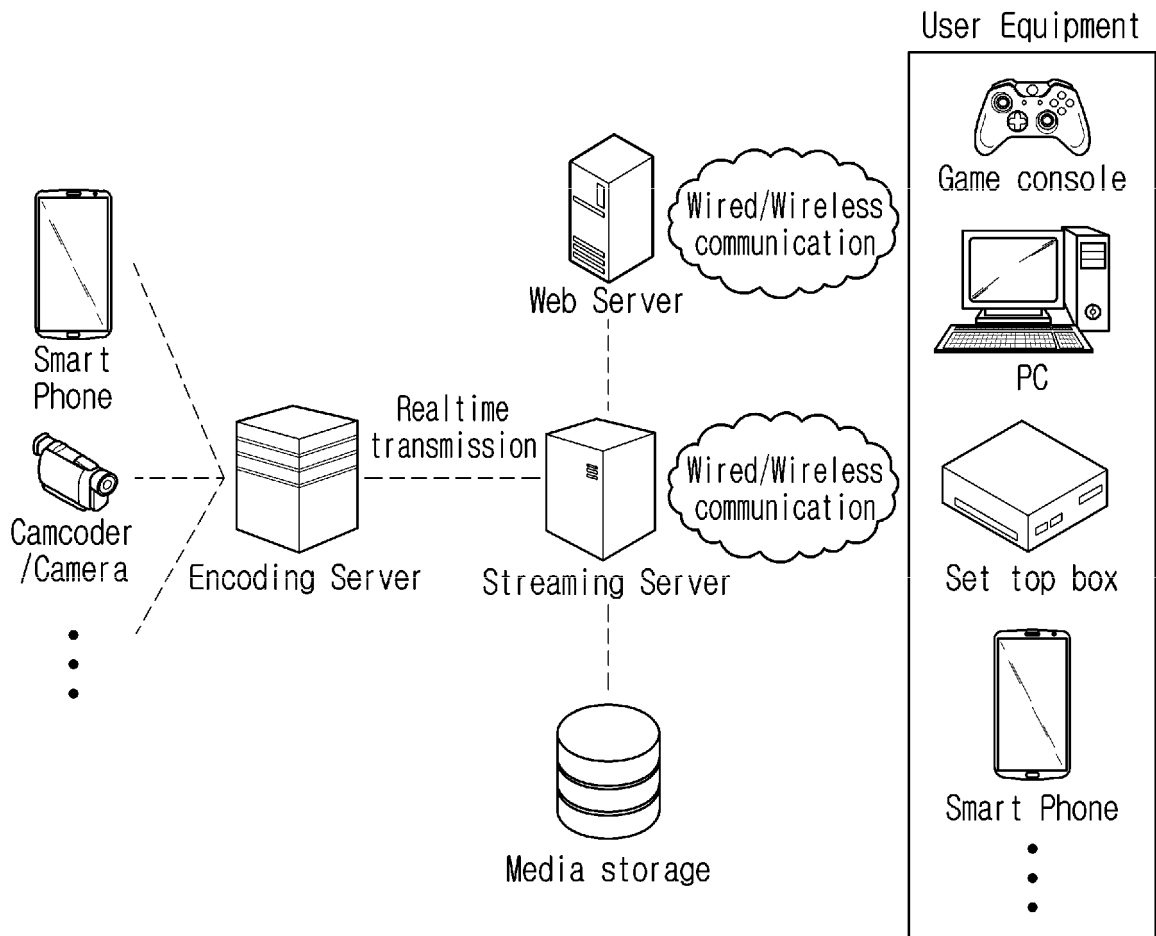 User Equipment
Game console
PC
Set top box
Smart Phone
Wired/Wireless
communication
Web Server
Smart
Phone
Realtime
transmission
Wired/Wireless
communication
Camcoder
/Camera
Encoding Server
Streaming Server
Media storage